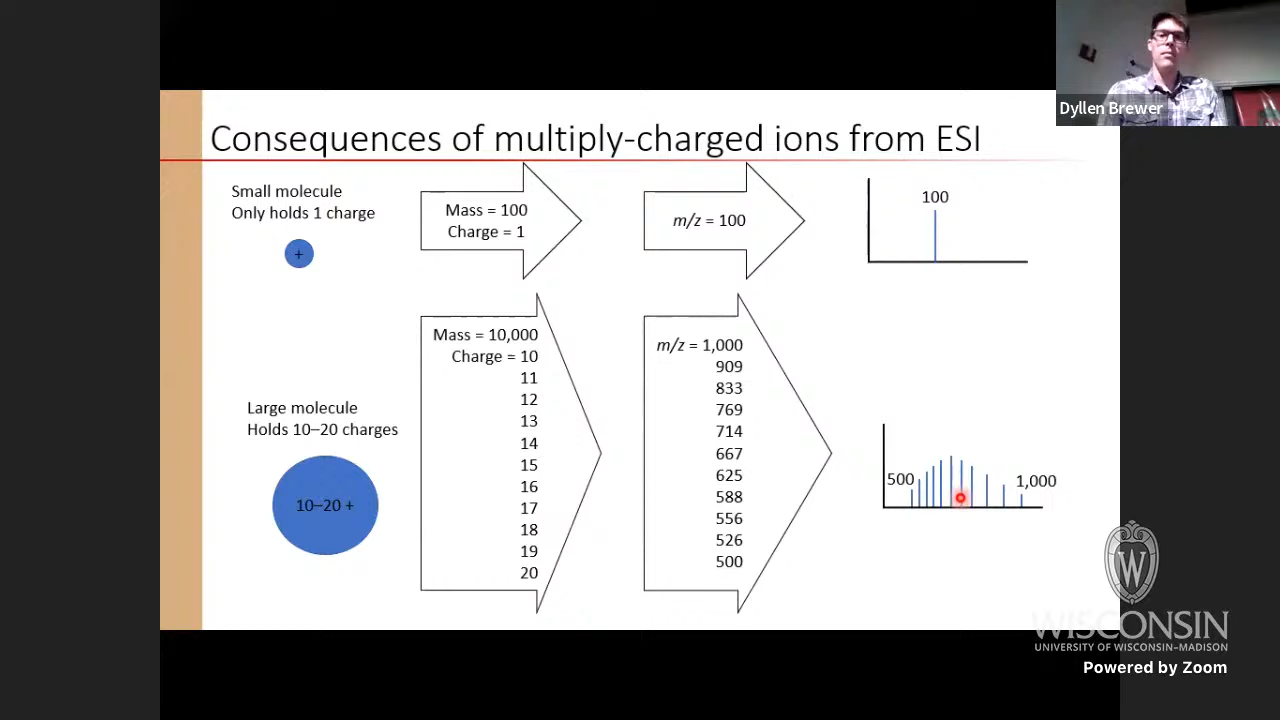 Dyllen Brewer
Consequences of multiply-charged ions from ESI
Small molecule
Only holds 1 charge
+
Mass = 100
Charge = 1
m/z = 100
100
Large molecule
Holds 10–20 charges
10–20 +
Mass = 10,000
Charge = 10
11
12
13
14
15
16
17
18
19
20
m/z = 1,000
909
833
769
714
667
625
588
556
526
500
500
1,000
W
WISCONSIN
UNIVERSITY OF WISCONSIN–MADISON
Powered by Zoom